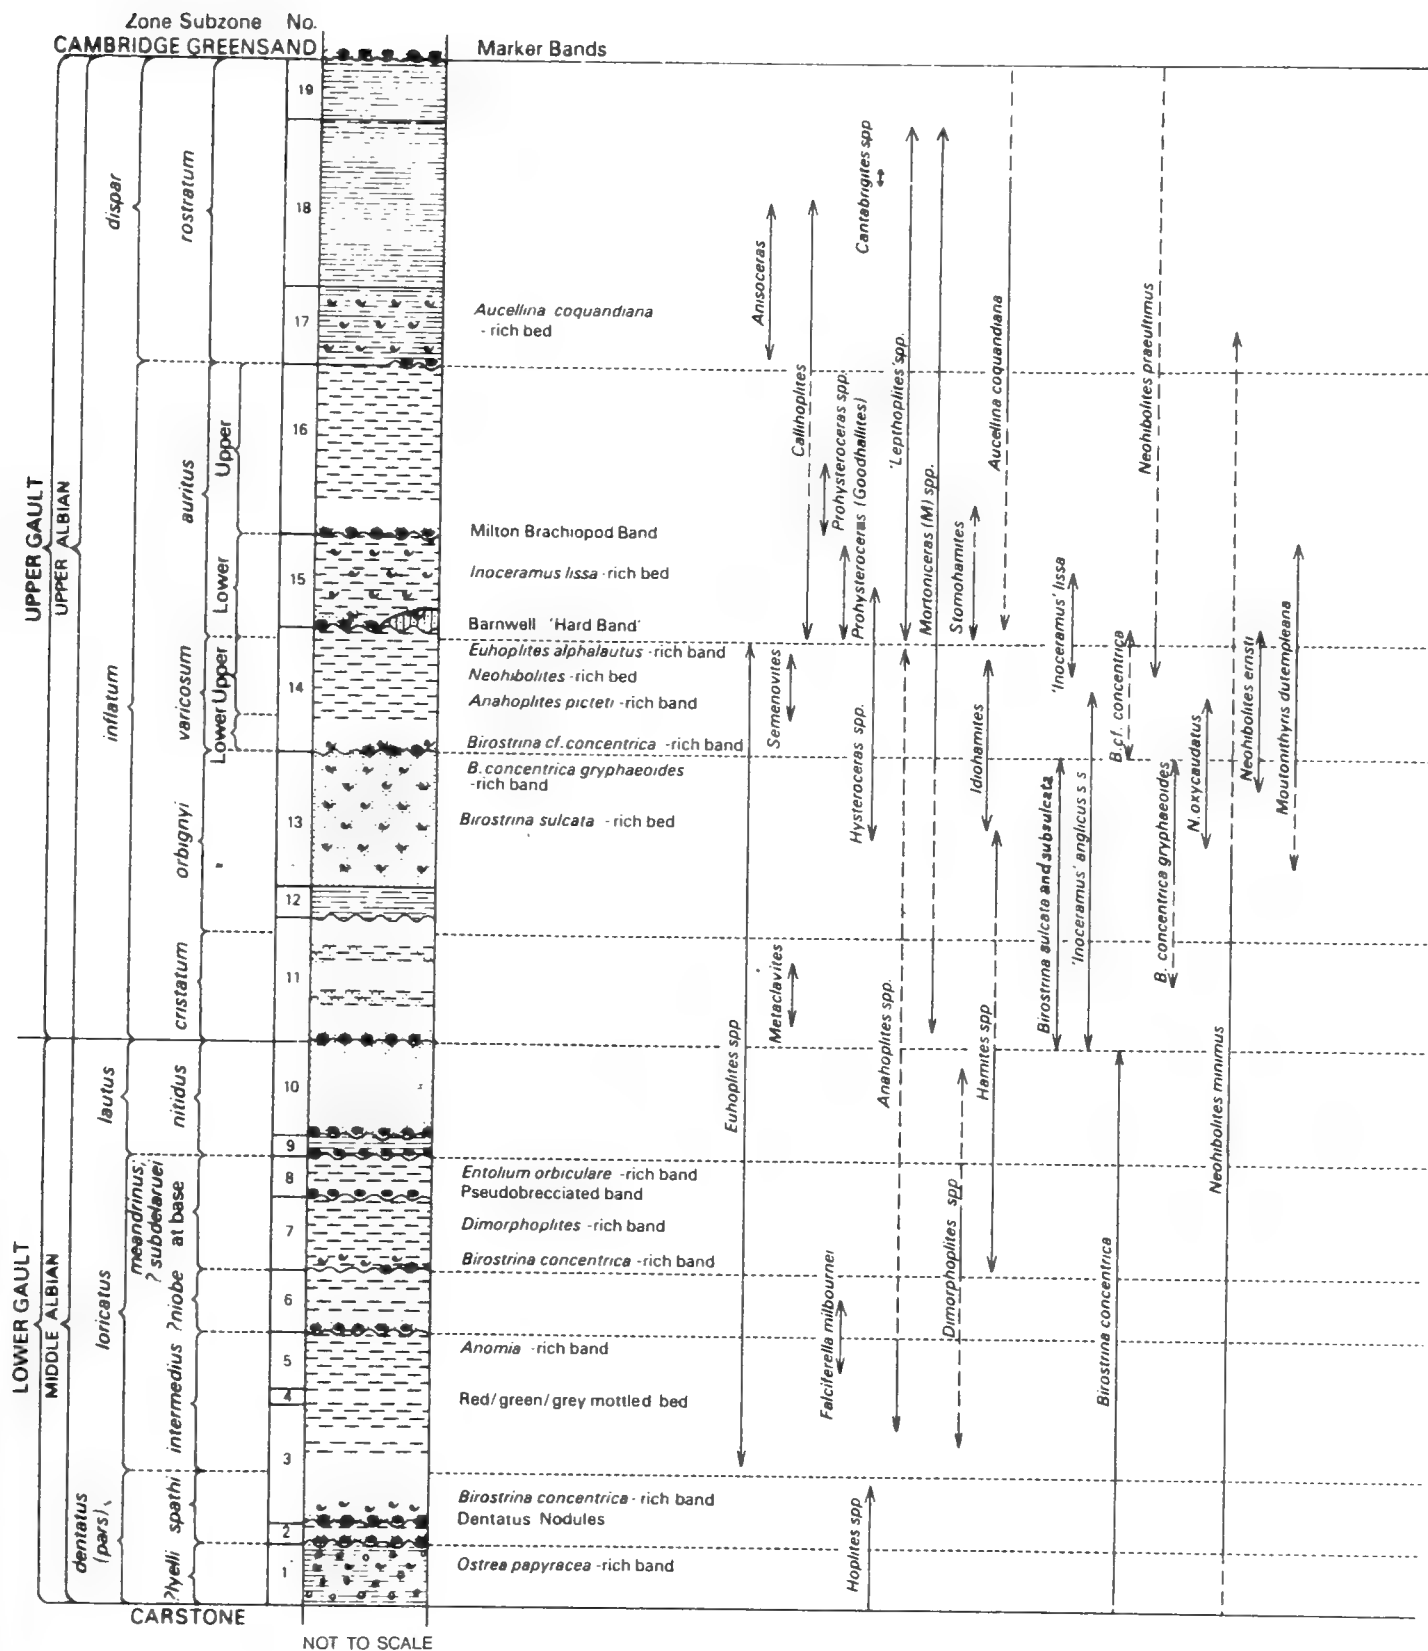 Zone Subzone No.
CAMBRIDGE GREENSAND
Marker Bands
UPPER GAULT
UPPER ALBIAN
LOWER GAULT
MIDDLE ALBIAN
dispar
inflatum
lautus
loricatus
dentatus
(pars)
rostratum
auritus
varicosum
orbignyi
cristatum
nitidus
meandrinus,
? subdelaruei
at base
?niobe
intermedius
spathi
?lyelli
Upper
Lower
Upper
Lower
19
18
17
16
15
14
13
12
11
10
9
8
7
6
5
4
3
2
1
Aucellina coquandiana
- rich bed
Milton Brachiopod Band
Inoceramus lissa -rich bed
Barnwell 'Hard Band'
Euhoplites alphalautus -rich band
Neohibolites -rich bed
Anahoplites picteti -rich band
Birostrina cf. concentrica -rich band
B. concentrica gryphaeoides
-rich band
Birostrina sulcata -rich bed
Entolium orbiculare -rich band
Pseudobrecciated band
Dimorphoplites -rich band
Birostrina concentrica -rich band
Anomia -rich band
Red/green/grey mottled bed
Birostrina concentrica - rich band
Dentatus Nodules
Ostrea papyracea -rich band
Euhoplites spp
Anisoceras
Semenovites
Metaclavites
Callihoplites
Prohysteroceras spp.
Prohysteroceras (Goodhallites)
Falciferella milbournei
Cantabrigites spp
Hysteroceras spp.
Hoplites spp
'Lepthoplites' spp.
Anahoplites spp.
Mortoniceras (M) spp.
Stomohamites
Dimorphoplites spp
Aucellina coquandiana
Idiohamites
Hamites spp
'Inoceramus' lissa
Birostrina sulcata and subsulcata
'Inoceramus' anglicus s s
B. cf. concentrica
Birostrina concentrica
Neohibolites praeultimus
B. concentrica gryphaeoides
N. oxycaudatus
Neohibolites minimus
Neohibolites ernsti
Moutonithyris dutempleana
CARSTONE
NOT TO SCALE